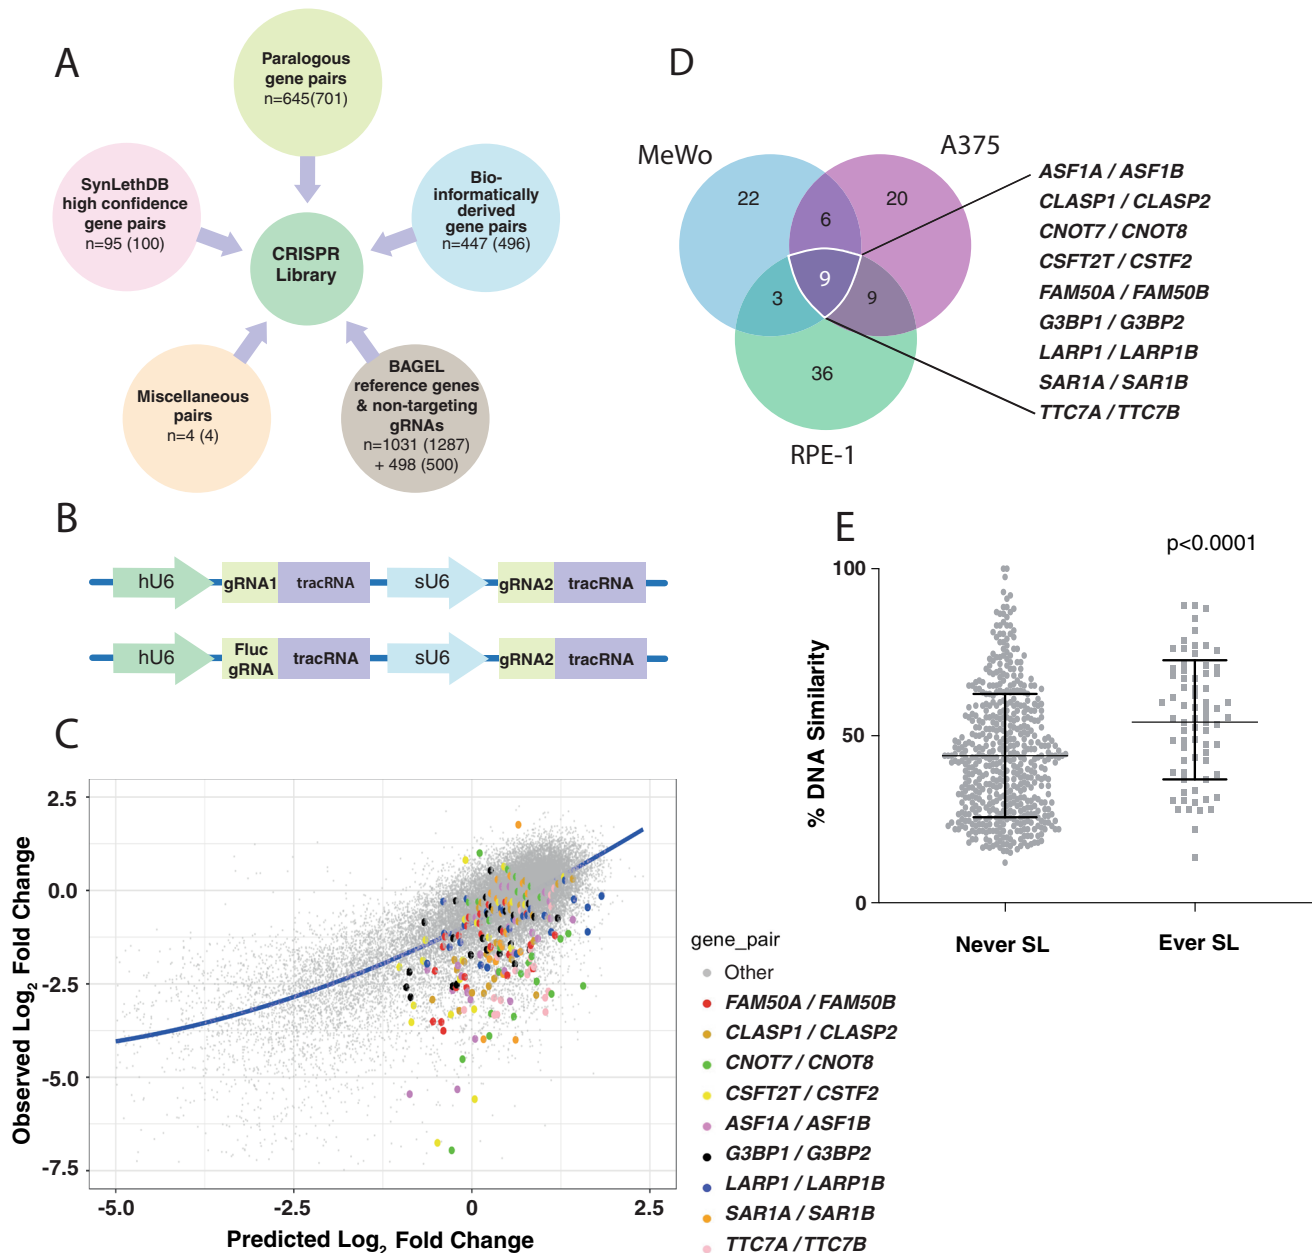 A
Paralogous
gene pairs
n=645(701)
SynLethDB
high confidence
gene pairs
n=95 (100)
Bio-
informatically
derived
gene pairs
n=447 (496)
CRISPR
Library
Miscellaneous
pairs
n=4 (4)
BAGEL
reference genes
& non-targeting
gRNAs
n=1031 (1287)
+ 498 (500)
B
hU6 gRNA1 tracRNA sU6 gRNA2 tracRNA
hU6 Fluc gRNA tracRNA sU6 gRNA2 tracRNA
C
Observed Log2 Fold Change
2.5
0.0
-2.5
-5.0
-7.5
-5.0 -2.5 0 2.5
Predicted Log2 Fold Change
gene_pair
Other
FAM50A / FAM50B
CLASP1 / CLASP2
CNOT7 / CNOT8
CSFT2T / CSTF2
ASF1A / ASF1B
G3BP1 / G3BP2
LARP1 / LARP1B
SAR1A / SAR1B
TTC7A / TTC7B
D
MeWo
A375
RPE-1
22
6
20
9
3
9
36
ASF1A / ASF1B
CLASP1 / CLASP2
CNOT7 / CNOT8
CSFT2T / CSTF2
FAM50A / FAM50B
G3BP1 / G3BP2
LARP1 / LARP1B
SAR1A / SAR1B
TTC7A / TTC7B
E
p<0.0001
% DNA Similarity
100
50
0
Never SL
Ever SL